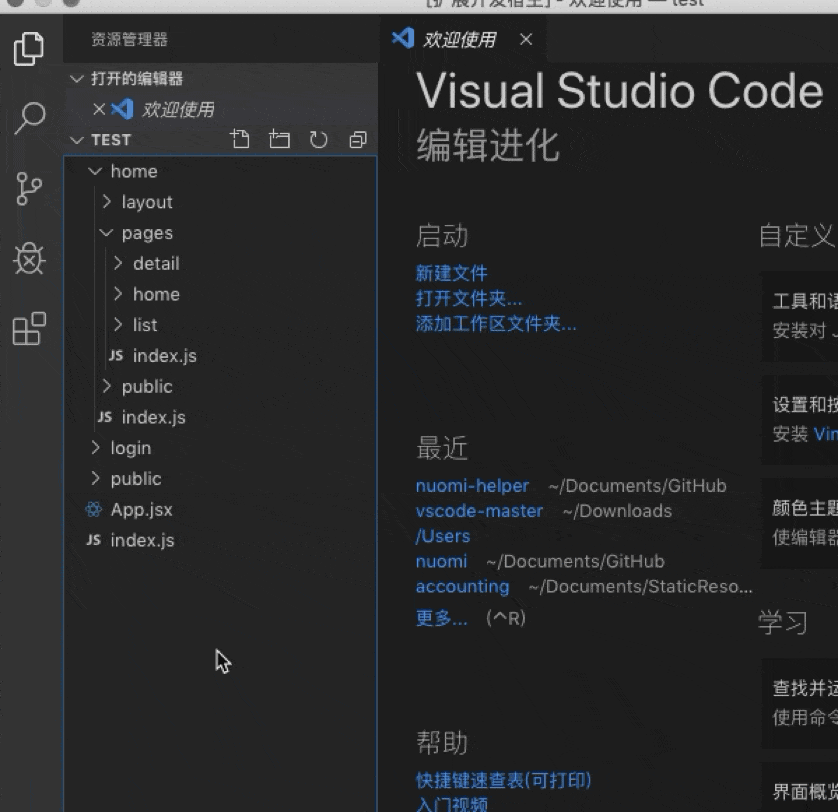 [扩展开发宿主] - 欢迎使用 — test
资源管理器
打开的编辑器
欢迎使用
TEST
home
layout
pages
detail
home
list
JS index.js
public
JS index.js
login
public
App.jsx
JS index.js
欢迎使用
Visual Studio Code
编辑进化
启动
新建文件
打开文件夹...
添加工作区文件夹...
最近
nuomi-helper ~/Documents/GitHub
vscode-master ~/Downloads
/Users
nuomi ~/Documents/GitHub
accounting ~/Documents/StaticReso...
更多... (^R)
帮助
快捷键速查表(可打印)
入门视频
自定义
工具和语
安装对 J
设置和按
安装 Vim
颜色主题
使编辑器
学习
查找并运
使用命令
界面概览